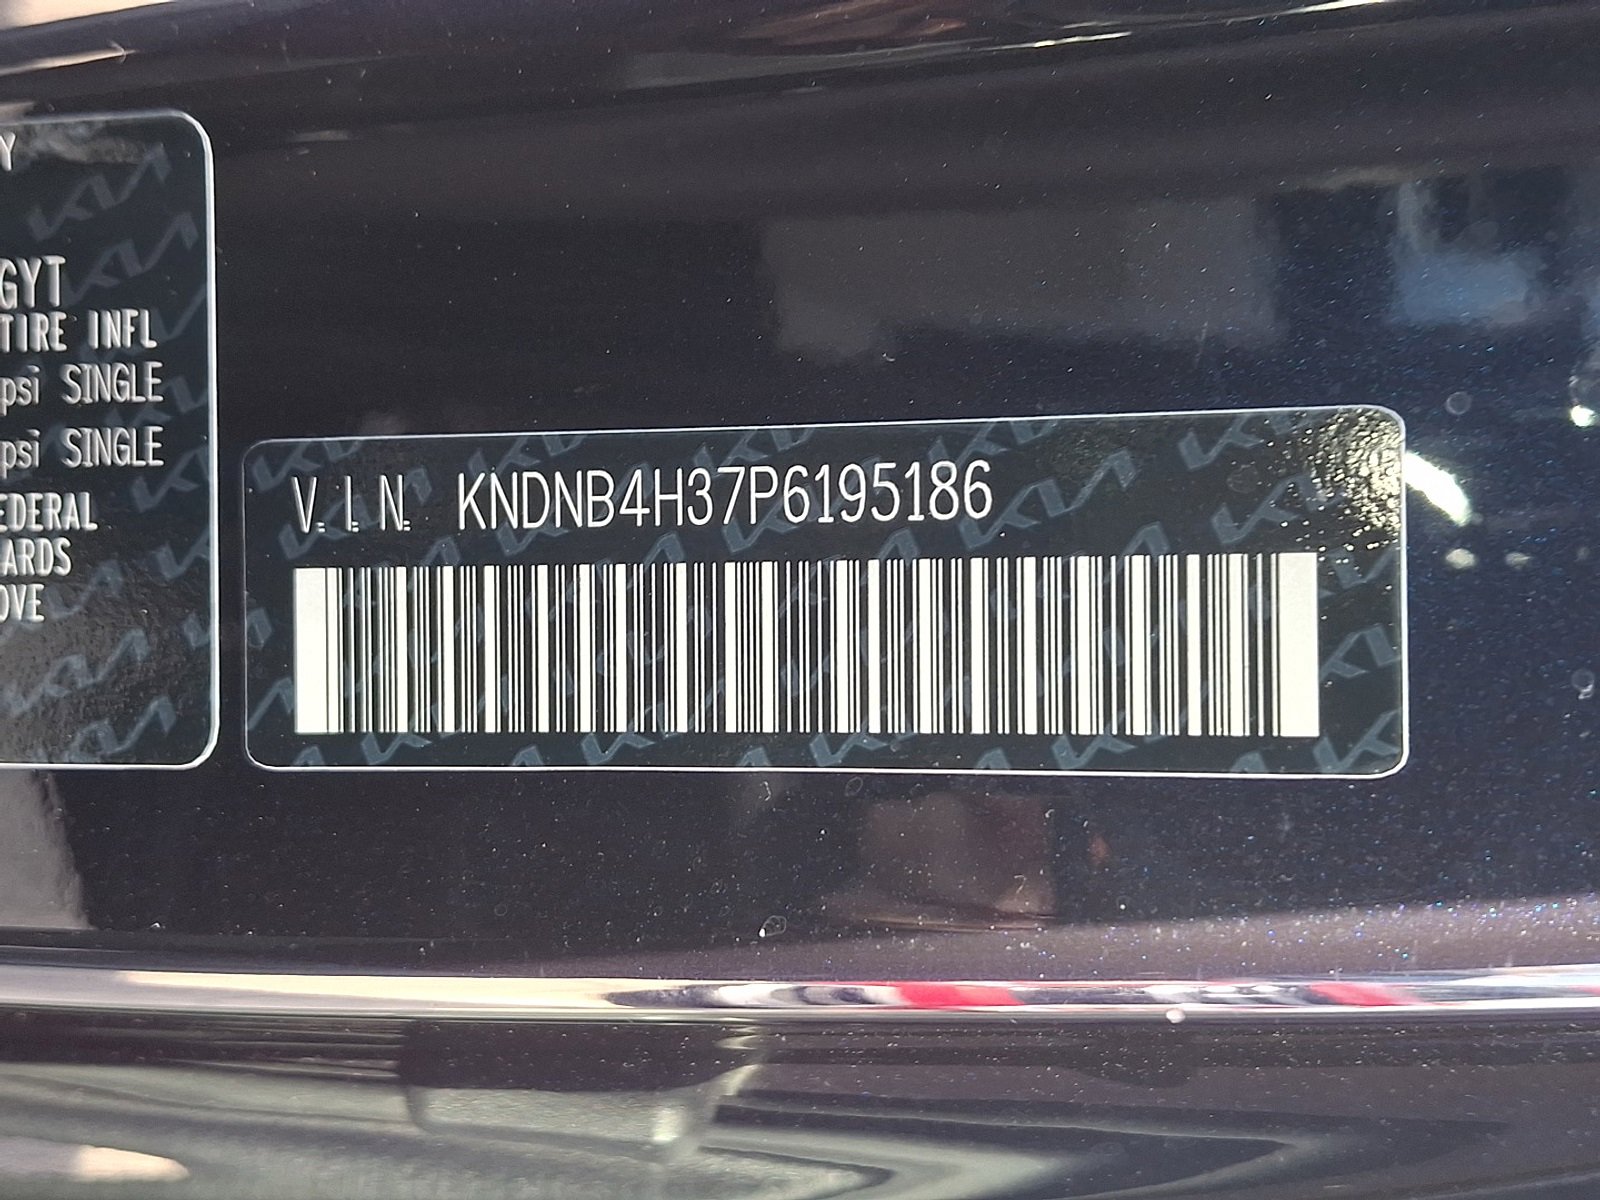 Y
GYT
TIRE INFL
psi SINGLE
psi SINGLE
EDERAL
ARDS
OVE
V.I.N. KNDNB4H37P6195186